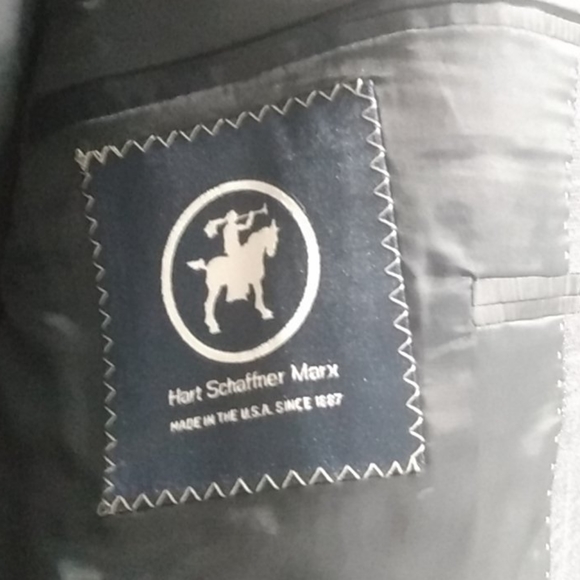 Hart Schaffner Marx
MADE IN THE U.S.A. SINCE 1887